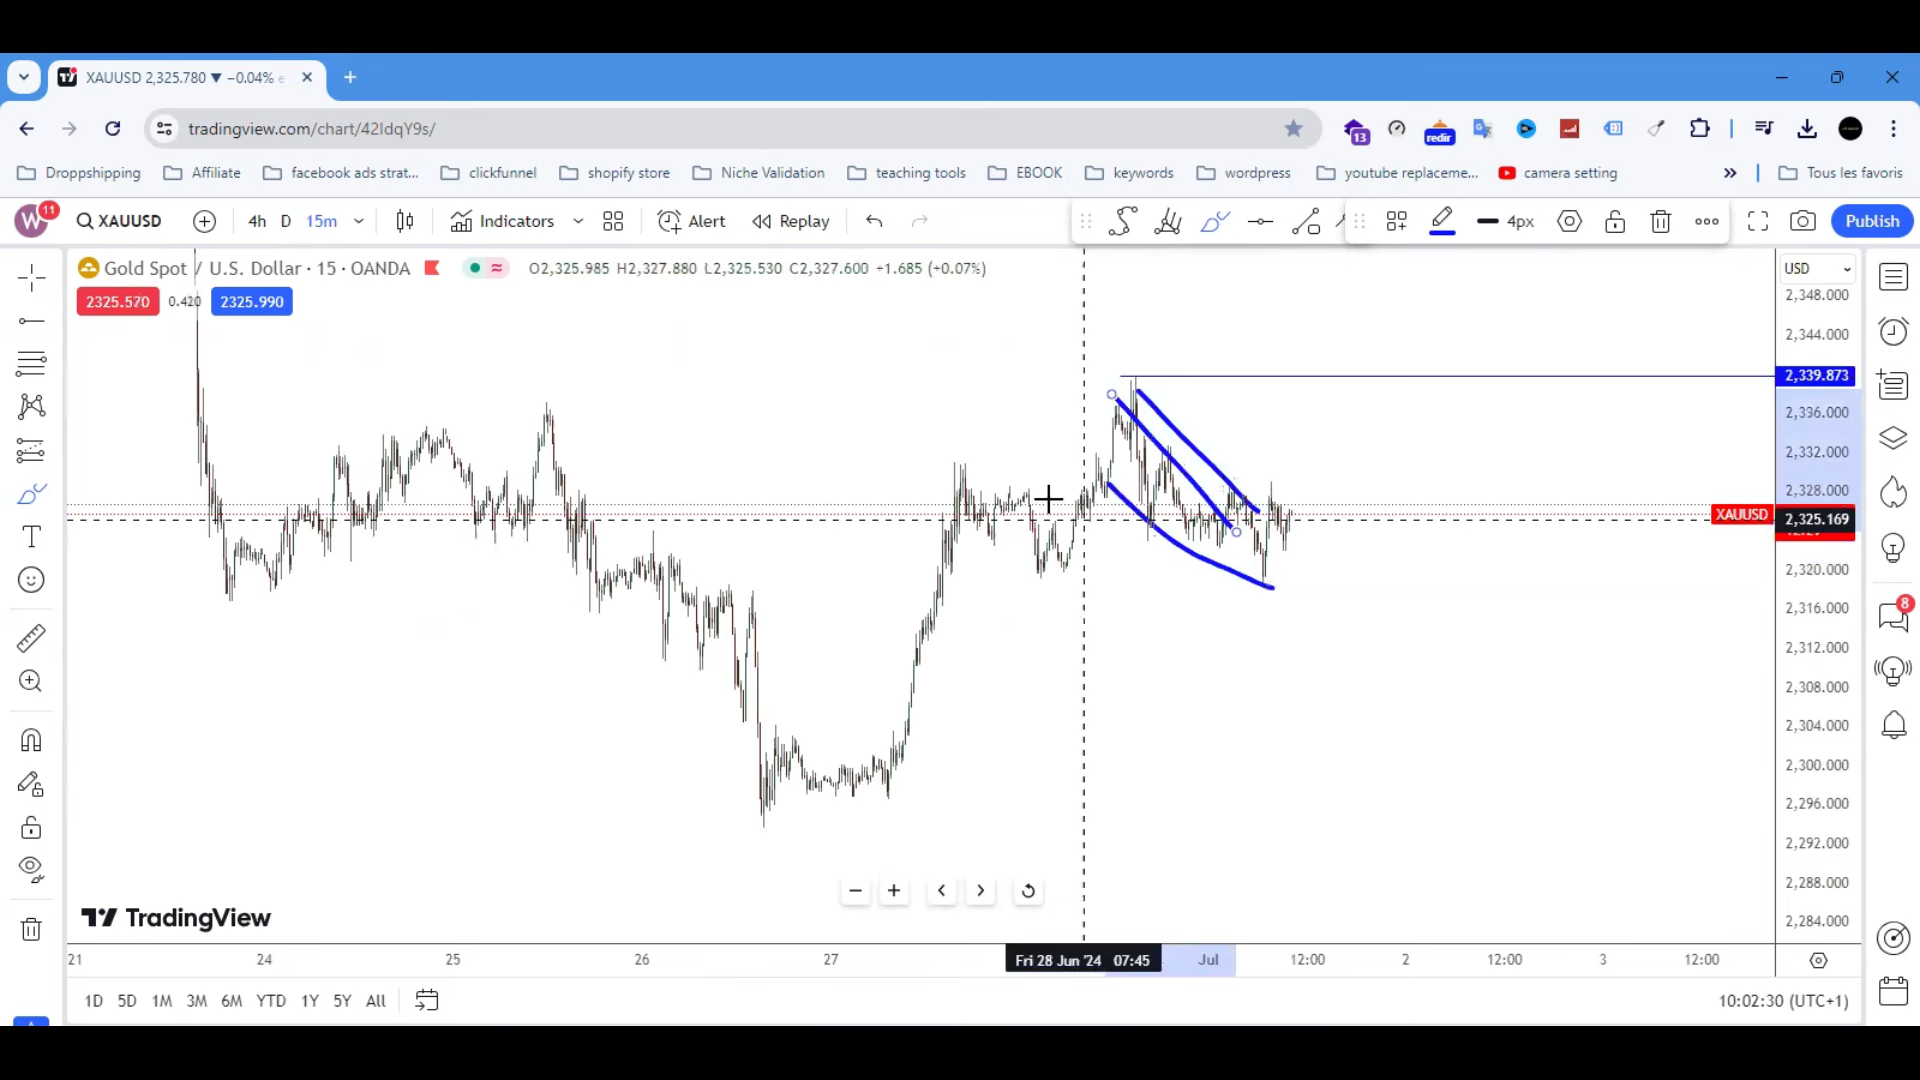 XAUUSD 2,325.780 ▼ −0.04%
tradingview.com/chart/42IdqY9s/
13
redir
Droppshipping
Affiliate
facebook ads strat...
clickfunnel
shopify store
Niche Validation
teaching tools
EBOOK
keywords
wordpress
youtube replaceme...
camera setting
»
Tous les favoris
W 11
XAUUSD
4h D 15m
Indicators
Alert
Replay
4px
Publish
Gold Spot / U.S. Dollar · 15 · OANDA
O2,325.985 H2,327.880 L2,325.530 C2,327.600 +1.685 (+0.07%)
USD
2325.570 0.420 2325.990
2,348.000
2,344.000
2,339.873
2,336.000
2,332.000
2,328.000
XAUUSD
2,325.169
2,320.000
2,316.000
2,312.000
2,308.000
2,304.000
2,300.000
2,296.000
2,292.000
2,288.000
2,284.000
8
TradingView
21 24 25 26 27 Fri 28 Jun '24 07:45 Jul 12:00 2 12:00 3 12:00
1D 5D 1M 3M 6M YTD 1Y 5Y All
10:02:30 (UTC+1)